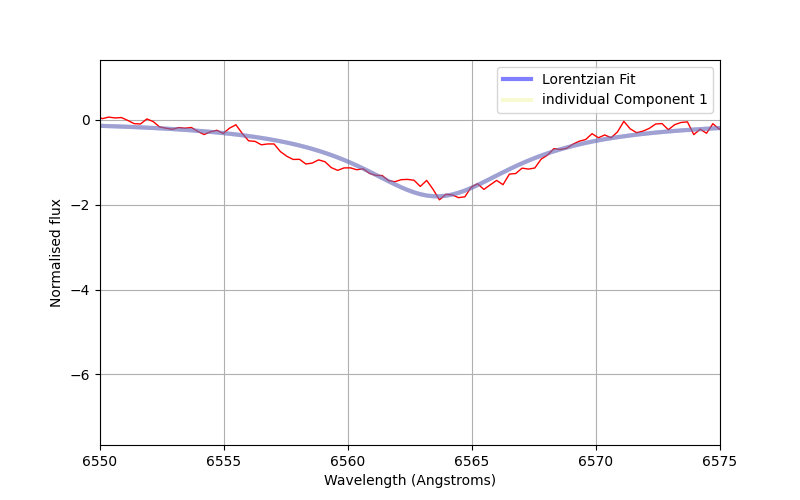 Lorentzian Fit
individual Component 1
Normalised flux
0
−2
−4
−6
6550 6555 6560 6565 6570 6575
Wavelength (Angstroms)